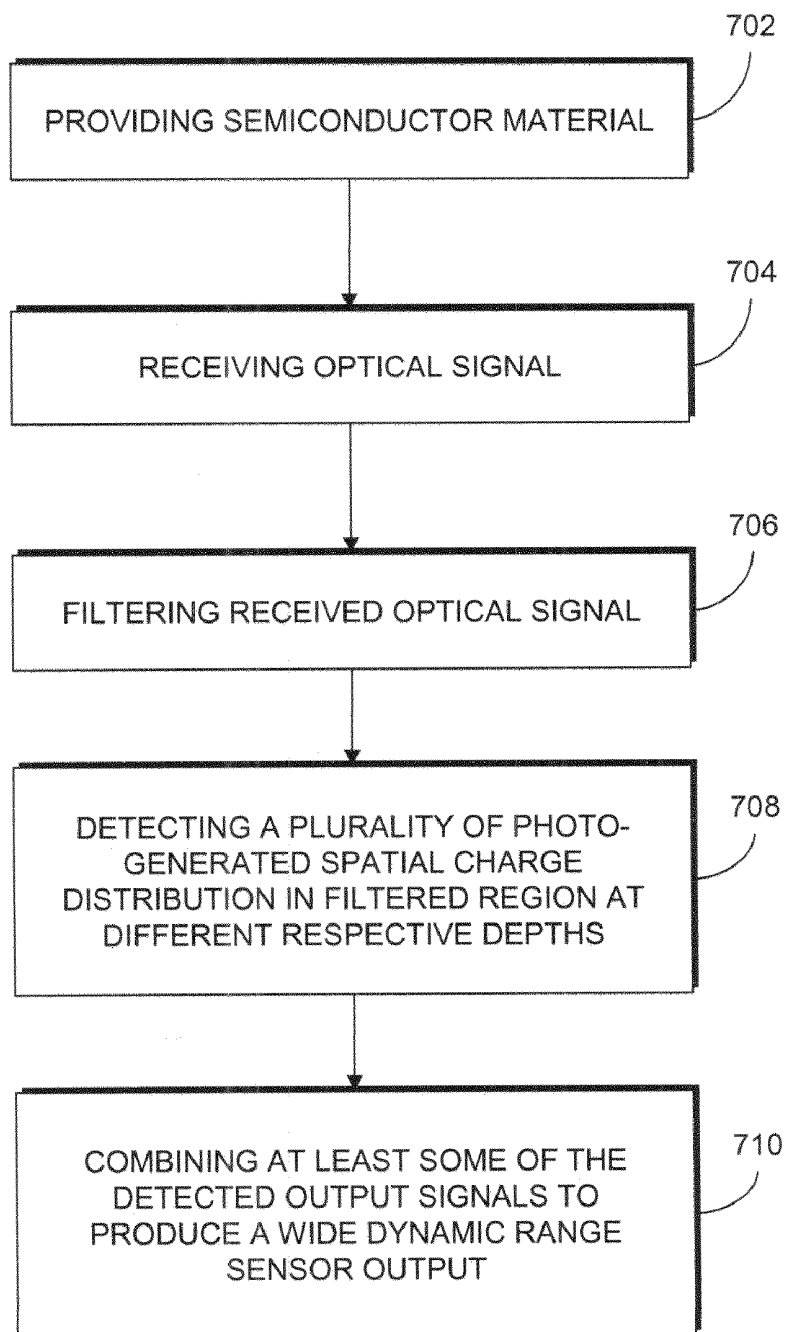 702
PROVIDING SEMICONDUCTOR MATERIAL
704
RECEIVING OPTICAL SIGNAL
706
FILTERING RECEIVED OPTICAL SIGNAL
708
DETECTING A PLURALITY OF PHOTO-
GENERATED SPATIAL CHARGE
DISTRIBUTION IN FILTERED REGION AT
DIFFERENT RESPECTIVE DEPTHS
710
COMBINING AT LEAST SOME OF THE
DETECTED OUTPUT SIGNALS TO
PRODUCE A WIDE DYNAMIC RANGE
SENSOR OUTPUT